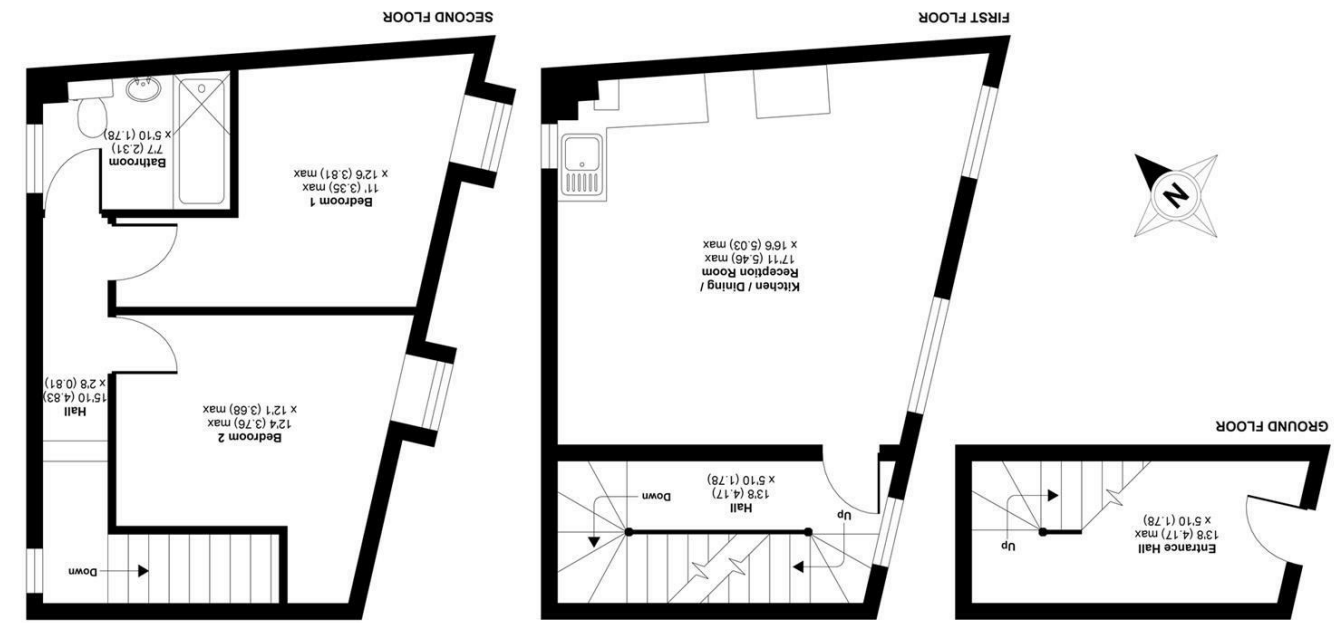 Entrance Hall
13'8 (4.17) max
x 5'10 (1.78)
Up
GROUND FLOOR
N
Up
Hall
13'8 (4.17)
x 5'10 (1.78)
Down
Kitchen / Dining /
Reception Room
17'11 (5.46) max
x 16'6 (5.03) max
FIRST FLOOR
Down
Bedroom 2
12'4 (3.76) max
x 12'1 (3.68) max
Hall
15'10 (4.83)
x 2'8 (0.81)
Bedroom 1
11' (3.35) max
x 12'6 (3.81) max
Bathroom
7'7 (2.31)
x 5'10 (1.78)
SECOND FLOOR